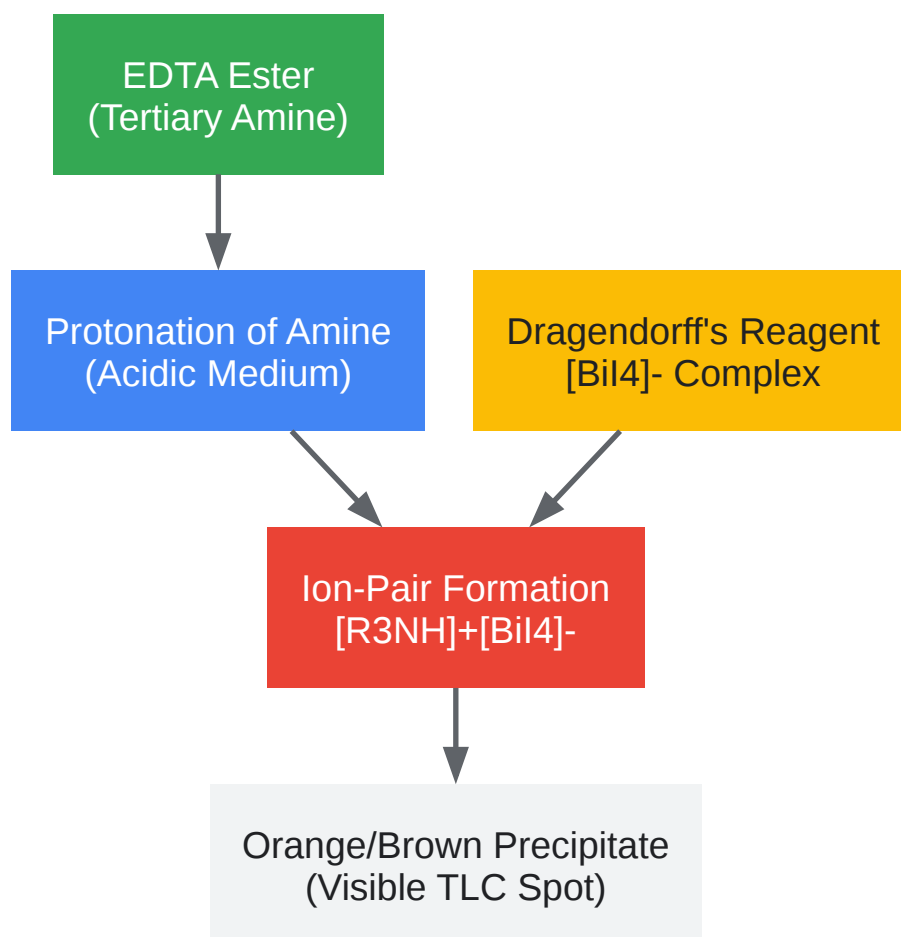 EDTA Ester
(Tertiary Amine)
Protonation of Amine
(Acidic Medium)
Dragendorff's Reagent
[BiI4]- Complex
Ion-Pair Formation
[R3NH]+[BiI4]-
Orange/Brown Precipitate
(Visible TLC Spot)